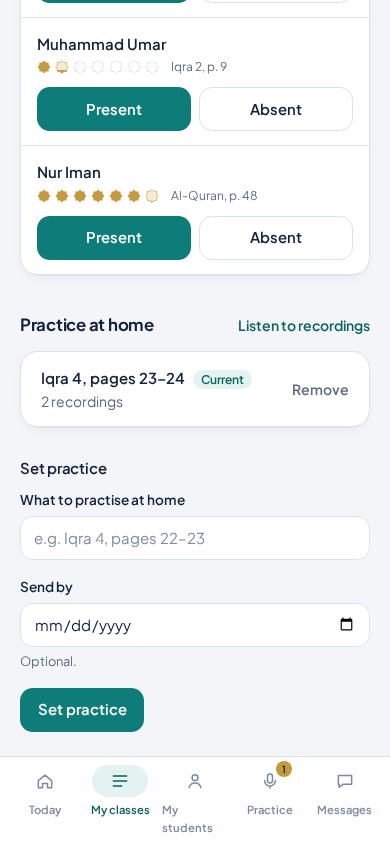 Muhammad Umar
Iqra 2, p. 9
Present
Absent
Nur Iman
Al-Quran, p. 48
Present
Absent
Practice at home
Listen to recordings
Iqra 4, pages 23–24
Current
2 recordings
Remove
Set practice
What to practise at home
e.g. Iqra 4, pages 22–23
Send by
mm/dd/yyyy
Optional.
Set practice
1
Today
My classes
My
students
Practice
Messages